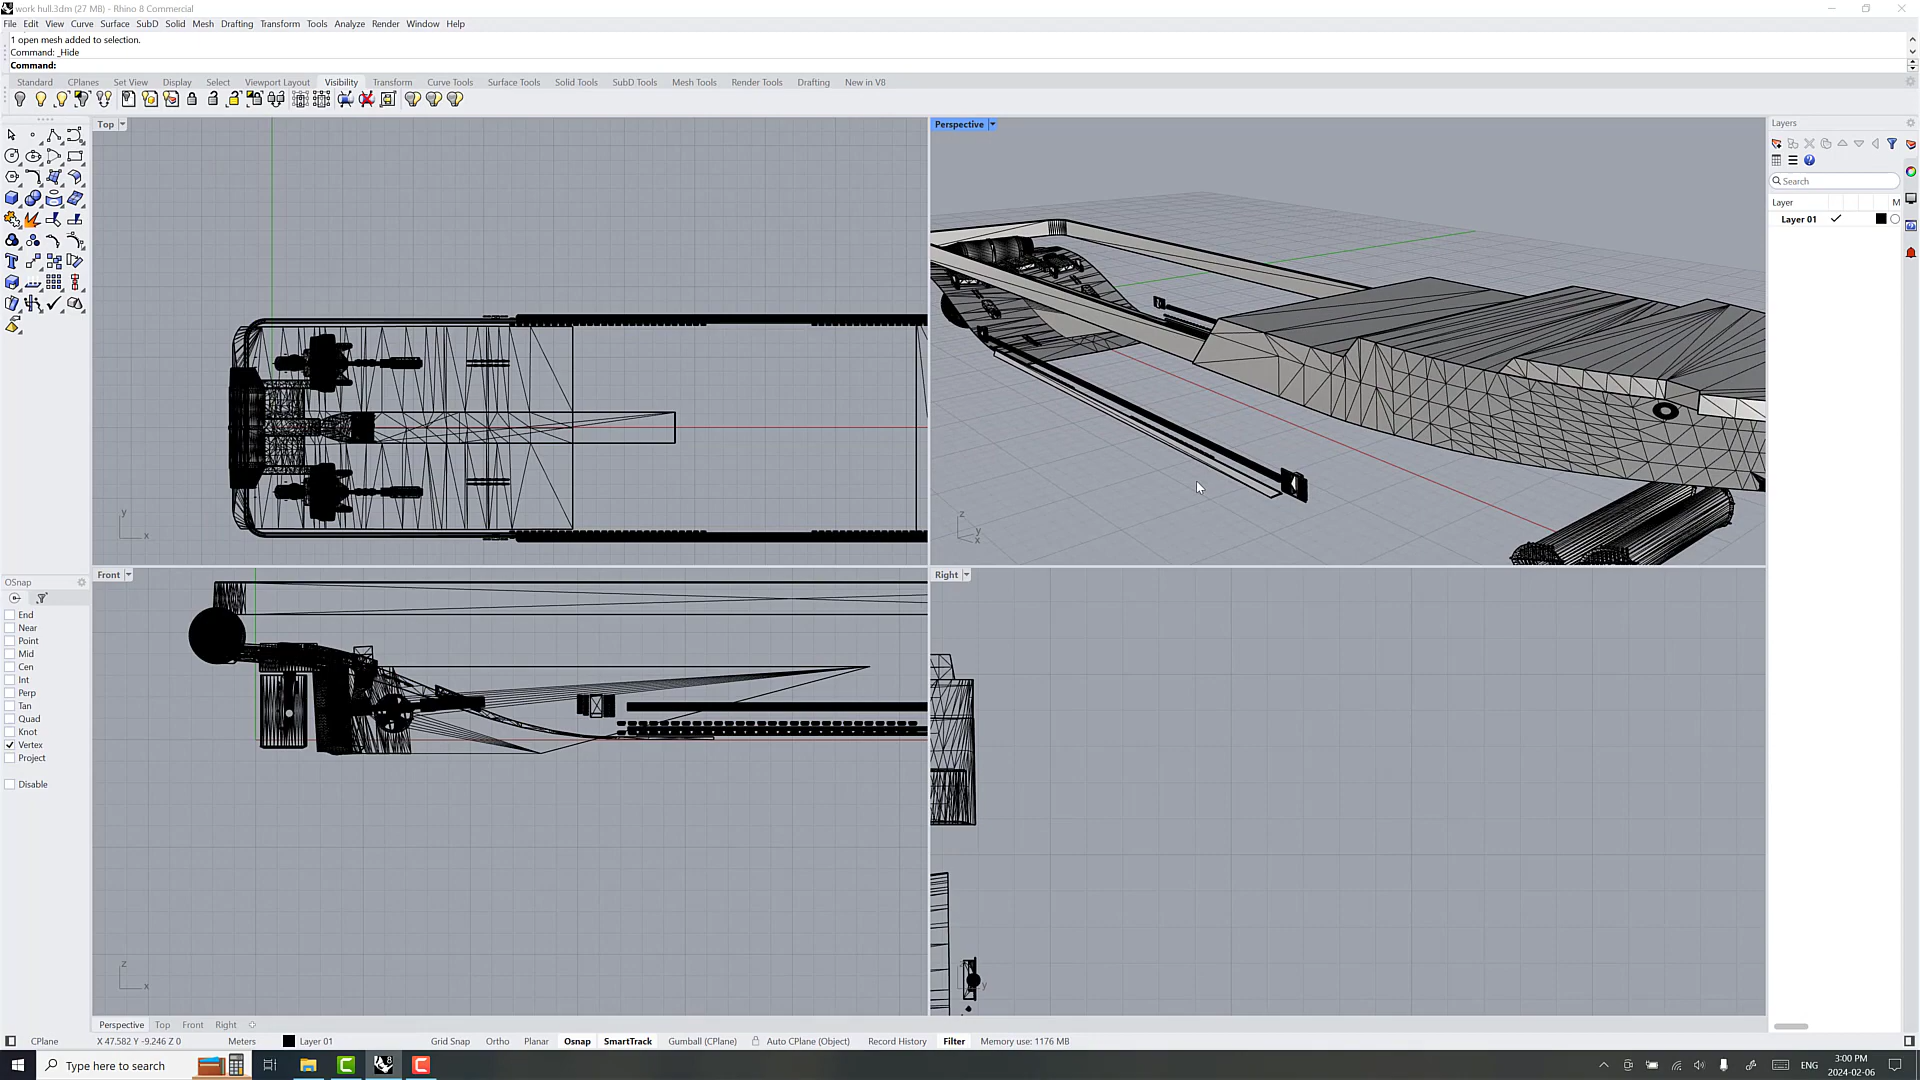 work hull.3dm (27 MB) - Rhino 8 Commercial
File Edit View Curve Surface SubD Solid Mesh Drafting Transform Tools Analyze Render Window Help
1 open mesh added to selection.
Command: _Hide
Command:
Standard CPlanes Set View Display Select Viewport Layout Visibility Transform Curve Tools Surface Tools Solid Tools SubD Tools Mesh Tools Render Tools Drafting New in V8
Top
Perspective
Layers
Search
Layer M
Layer 01
y
x
z
y
x
OSnap
End
Near
Point
Mid
Cen
Int
Perp
Tan
Quad
Knot
Vertex
Project
Disable
Front
Right
z
x
y
Perspective Top Front Right
CPlane X 47.582 Y -9.246 Z 0 Meters Layer 01 Grid Snap Ortho Planar Osnap SmartTrack Gumball (CPlane) Auto CPlane (Object) Record History Filter Memory use: 1176 MB
Type here to search
ENG
3:00 PM
2024-02-06